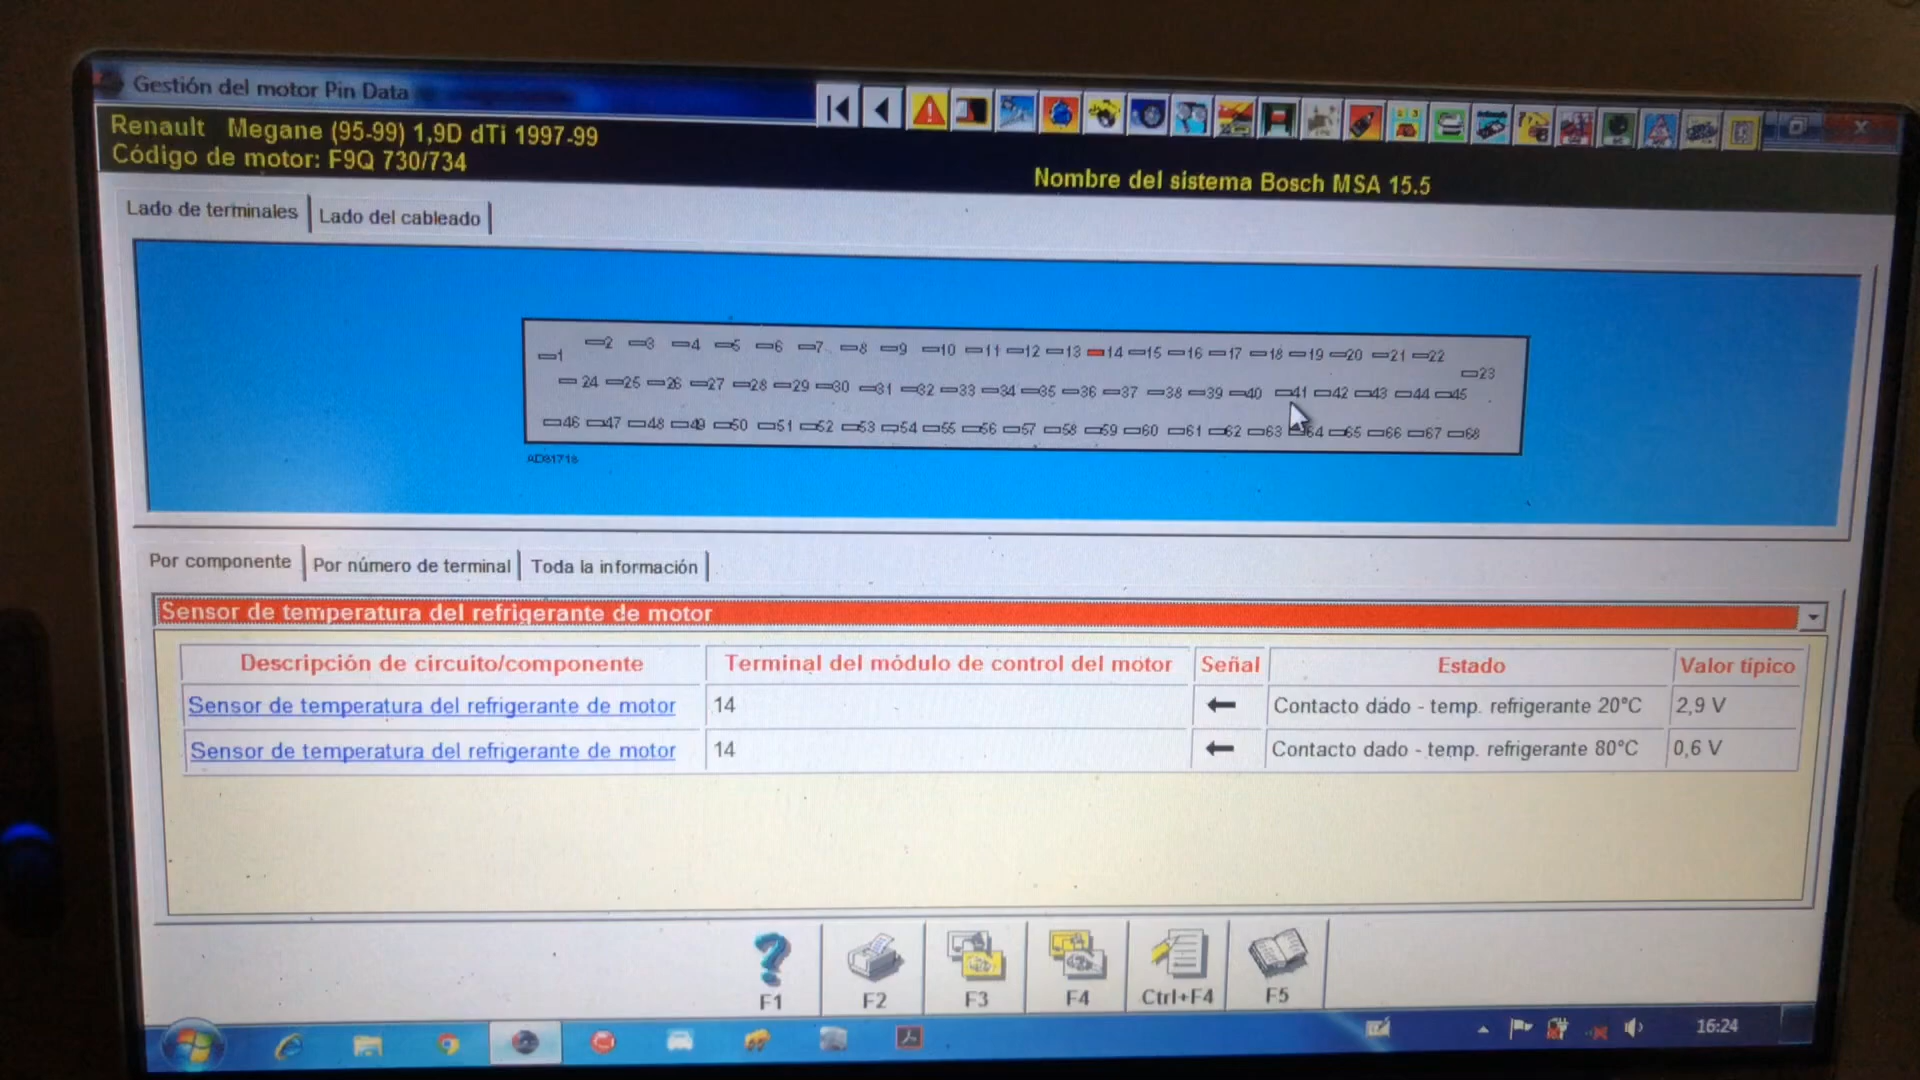 Gestión del motor Pin Data
Renault Megane (95-99) 1,9D dTi 1997-99
Código de motor: F9Q 730/734
Nombre del sistema Bosch MSA 15.5
Lado de terminales Lado del cableado
1 2 3 4 5 6 7 8 9 10 11 12 13 14 15 16 17 18 19 20 21 22 23
24 25 26 27 28 29 30 31 32 33 34 35 36 37 38 39 40 41 42 43 44 45
46 47 48 49 50 51 52 53 54 55 56 57 58 59 60 61 62 63 64 65 66 67 68
AD81718
Por componente Por número de terminal Toda la información
Sensor de temperatura del refrigerante de motor
Descripción de circuito/componente Terminal del módulo de control del motor Señal Estado Valor típico
Sensor de temperatura del refrigerante de motor 14 Contacto dado - temp. refrigerante 20°C 2,9 V
Sensor de temperatura del refrigerante de motor 14 Contacto dado - temp. refrigerante 80°C 0,6 V
F1 F2 F3 F4 Ctrl+F4 F5
16:24